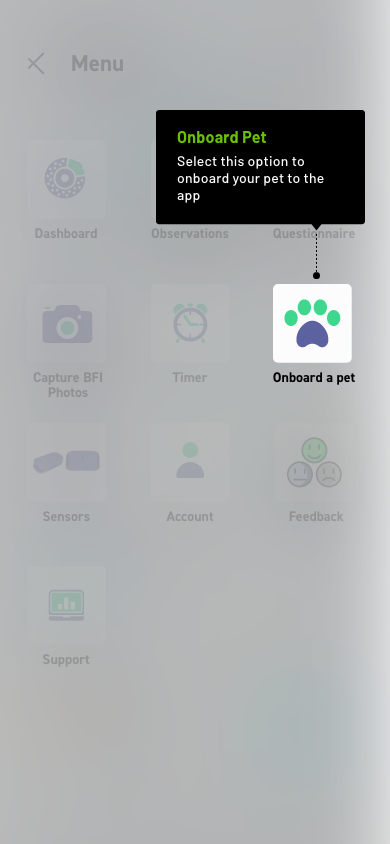 Menu
Onboard Pet
Select this option to
onboard your pet to the
app
Dashboard
Observations
Questionnaire
Capture BFI
Photos
Timer
Onboard a pet
Sensors
Account
Feedback
Support